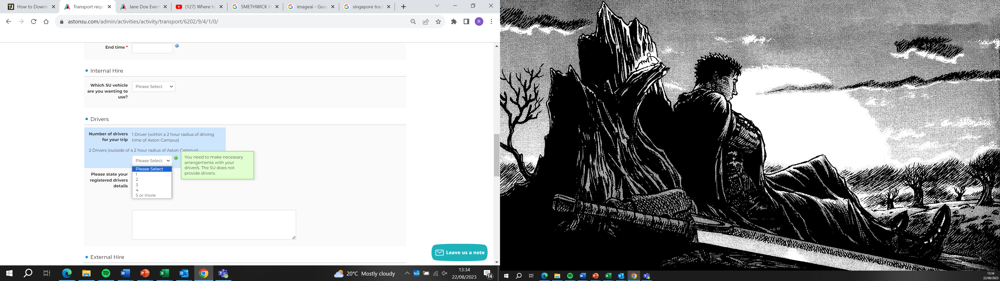 How to Downl
Transport requ
Jane Doe Event
(127) Where to
SMETHWICK H
imageai - Goo
singapore trac
astonsu.com/admin/activities/activity/transport/6202/9/4/1/0/
R
End time *
Internal Hire
Which SU vehicle
are you wanting to
use?
Please Select
Drivers
Number of drivers
for your trip
1 Driver (within a 2 hour radius of driving
time of Aston Campus)
2 Drivers (outside of a 2 hour radius of Aston Campus)
Please Select
You need to make necessary
arrangements with your
driver/s. The SU does not
provide drivers.
Please Select
1
2
3
4
5 or more
Please state your
registered drivers
details
Leave us a note
External Hire
20°C Mostly cloudy
13:34
22/08/2023
14
13:34
22/08/2023